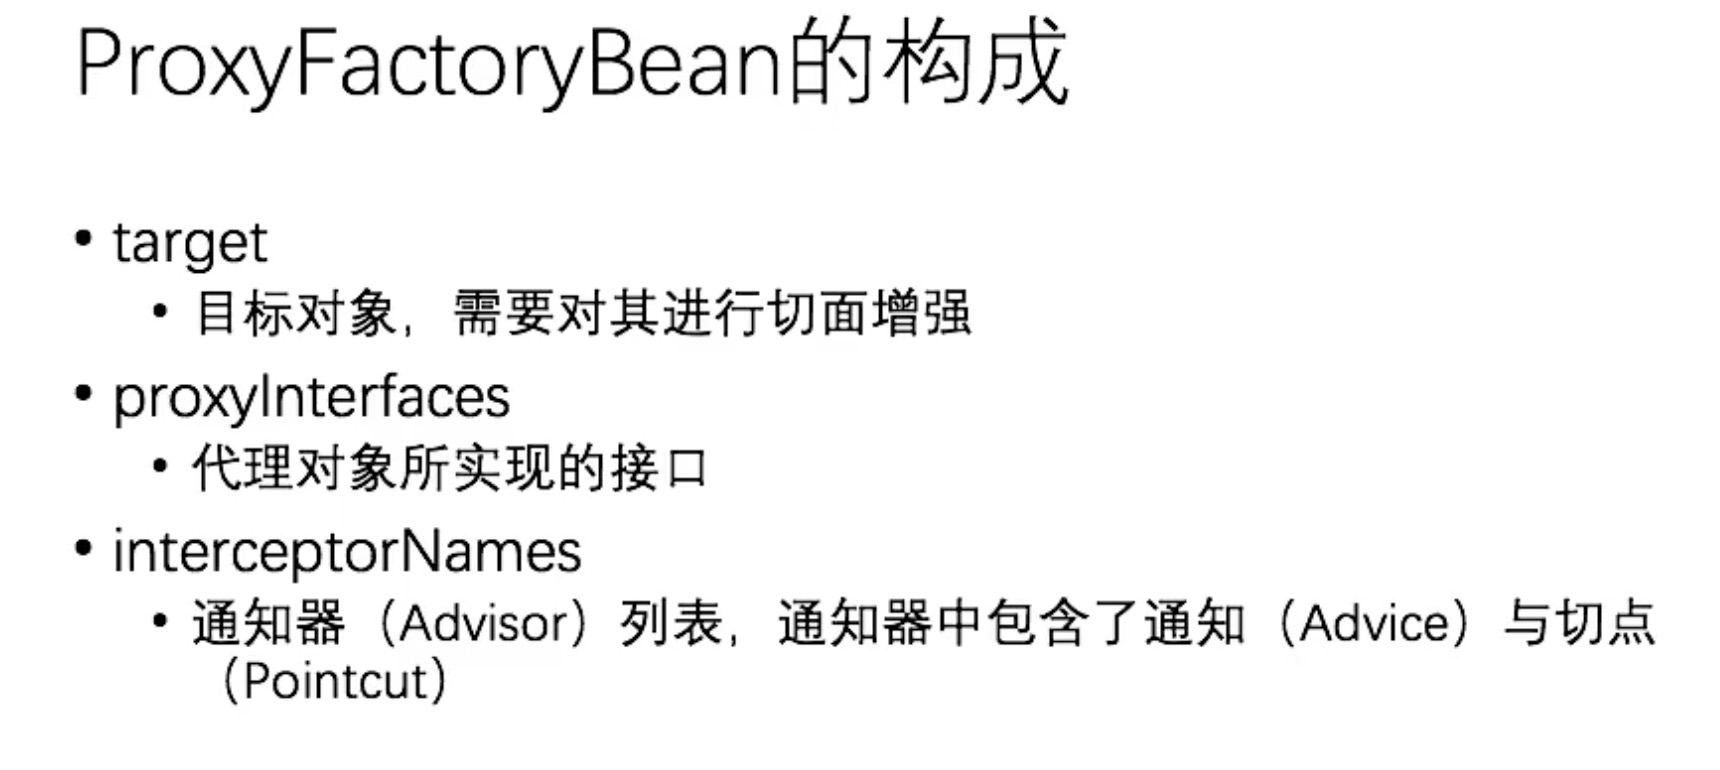 ProxyFactoryBean的构成
• target
• 目标对象，需要对其进行切面增强
• proxyInterfaces
• 代理对象所实现的接口
• interceptorNames
• 通知器（Advisor）列表，通知器中包含了通知（Advice）与切点
（Pointcut）